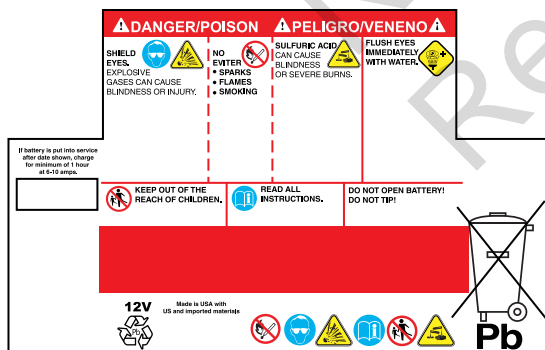 DANGER/POISON
PELIGRO/VENENO
SHIELD
EYES.
EXPLOSIVE
GASES CAN CAUSE
BLINDNESS OR INJURY.
NO
EVITER
• SPARKS
• FLAMES
• SMOKING
SULFURIC ACID
CAN CAUSE
BLINDNESS
OR SEVERE BURNS.
FLUSH EYES
IMMEDIATELY
WITH WATER.
If battery is put into service
after date shown, charge
for minimum of 1 hour
at 6-10 amps.
KEEP OUT OF THE
REACH OF CHILDREN.
READ ALL
INSTRUCTIONS.
DO NOT OPEN BATTERY!
DO NOT TIP!
12V
Pb
Made is USA with
US and imported materials
Pb